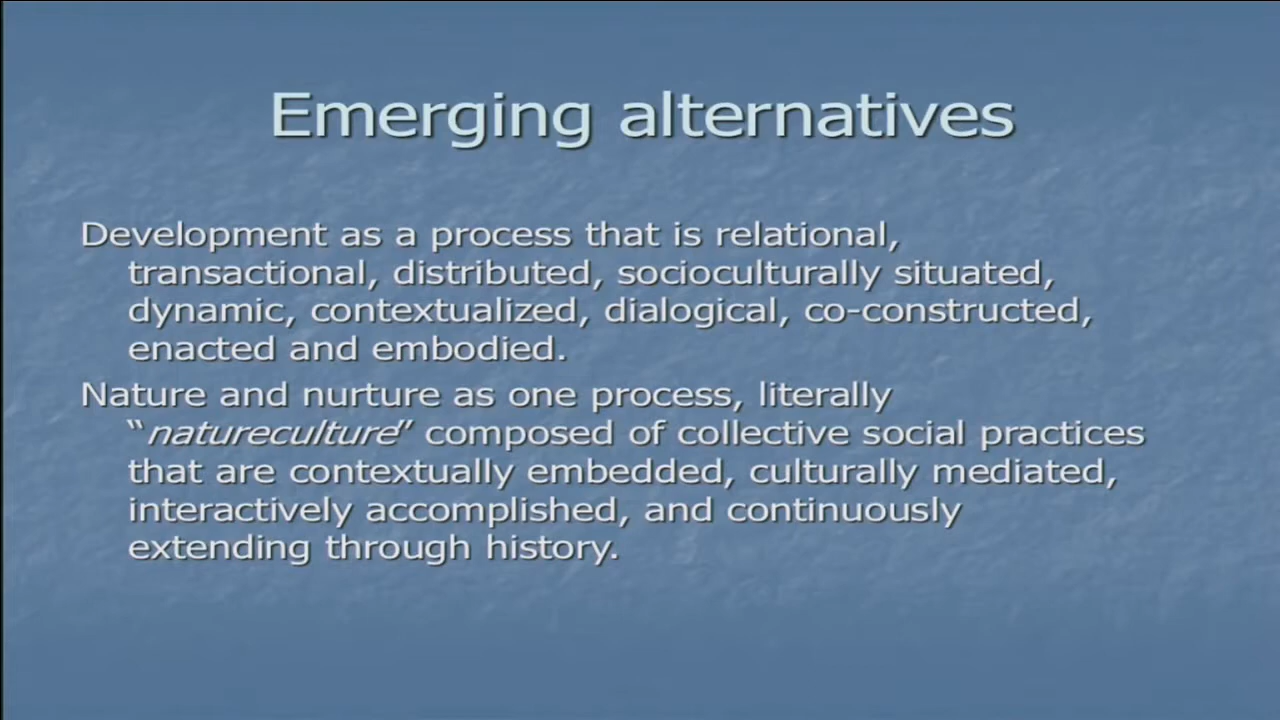 Emerging alternatives
Development as a process that is relational,
transactional, distributed, socioculturally situated,
dynamic, contextualized, dialogical, co-constructed,
enacted and embodied.
Nature and nurture as one process, literally
“natureculture” composed of collective social practices
that are contextually embedded, culturally mediated,
interactively accomplished, and continuously
extending through history.